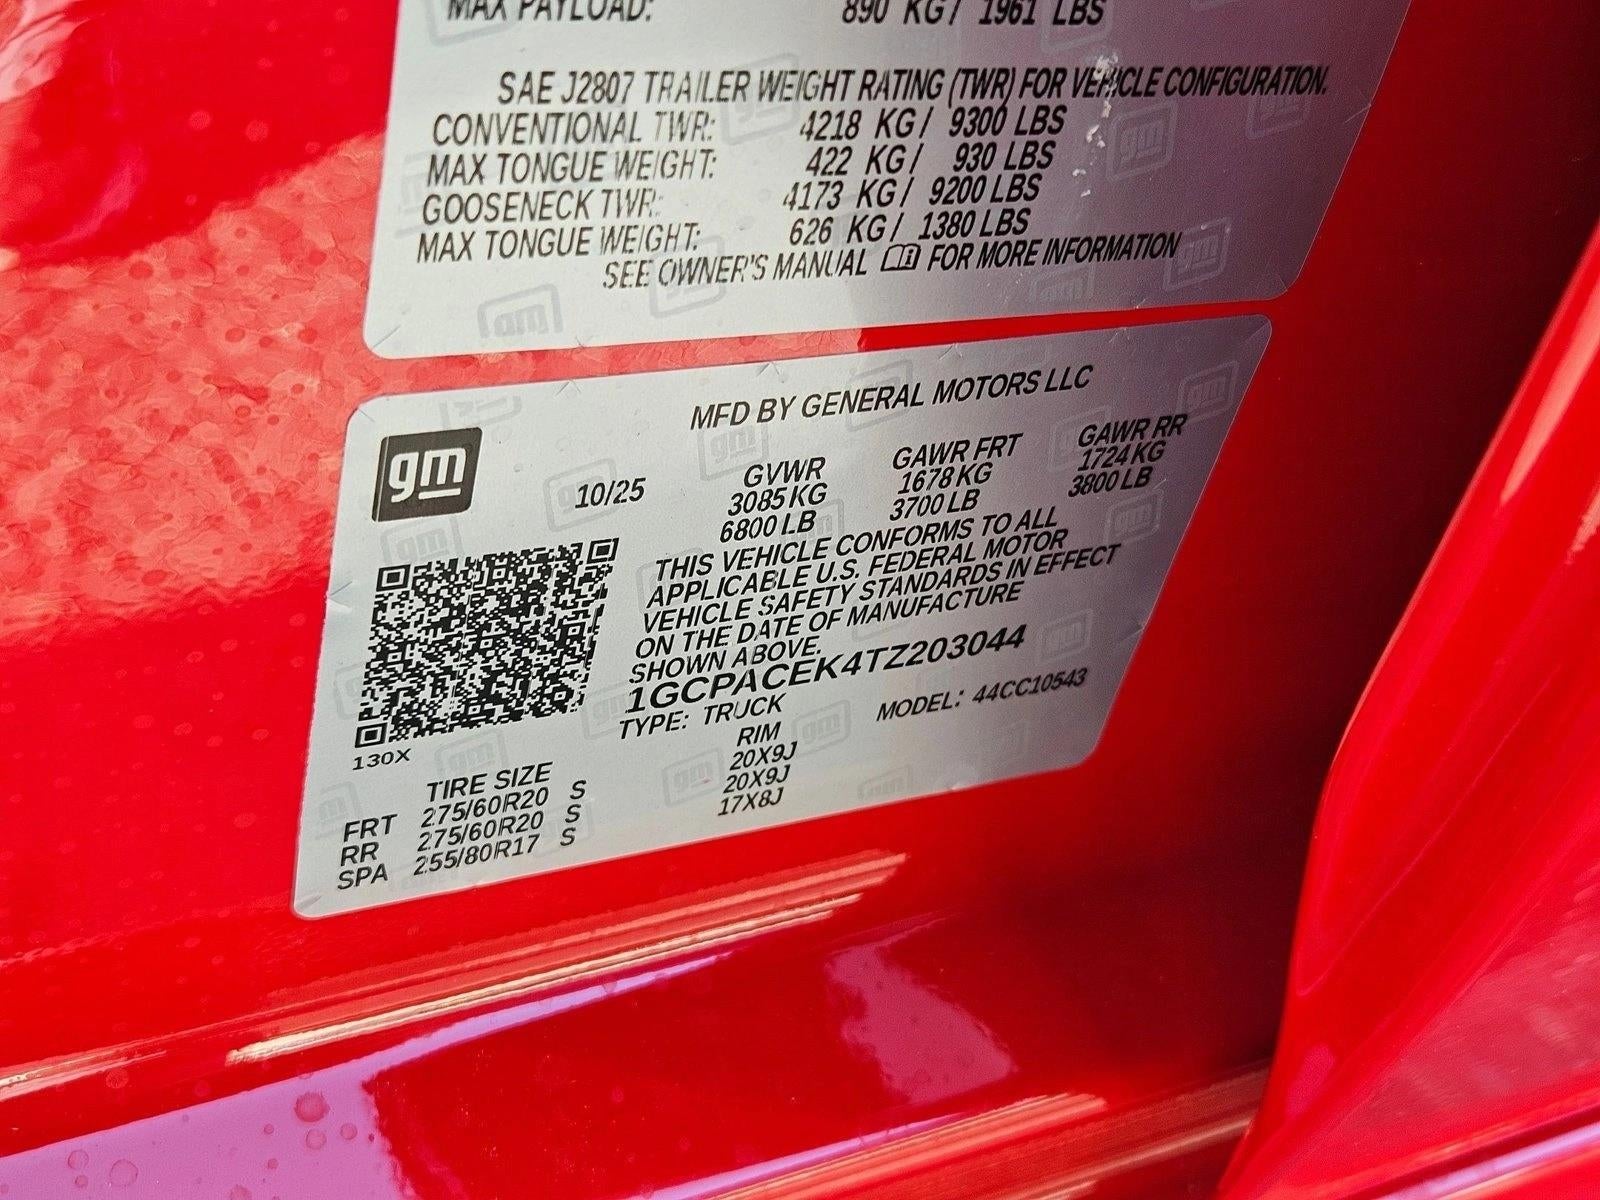 MAX PAYLOAD: 890 KG / 1961 LBS
SAE J2807 TRAILER WEIGHT RATING (TWR) FOR VEHICLE CONFIGURATION.
CONVENTIONAL TWR: 4218 KG / 9300 LBS
MAX TONGUE WEIGHT: 422 KG / 930 LBS
GOOSENECK TWR: 4173 KG / 9200 LBS
MAX TONGUE WEIGHT: 626 KG / 1380 LBS
SEE OWNER'S MANUAL FOR MORE INFORMATION
MFD BY GENERAL MOTORS LLC
gm
10/25
GVWR GAWR FRT GAWR RR
3085 KG 1678 KG 1724 KG
6800 LB 3700 LB 3800 LB
THIS VEHICLE CONFORMS TO ALL
APPLICABLE U.S. FEDERAL MOTOR
VEHICLE SAFETY STANDARDS IN EFFECT
ON THE DATE OF MANUFACTURE
SHOWN ABOVE.
1GCPACEK4TZ203044
TYPE: TRUCK MODEL: 44CC10543
130X
TIRE SIZE RIM
FRT 275/60R20 S 20X9J
RR 275/60R20 S 20X9J
SPA 255/80R17 S 17X8J